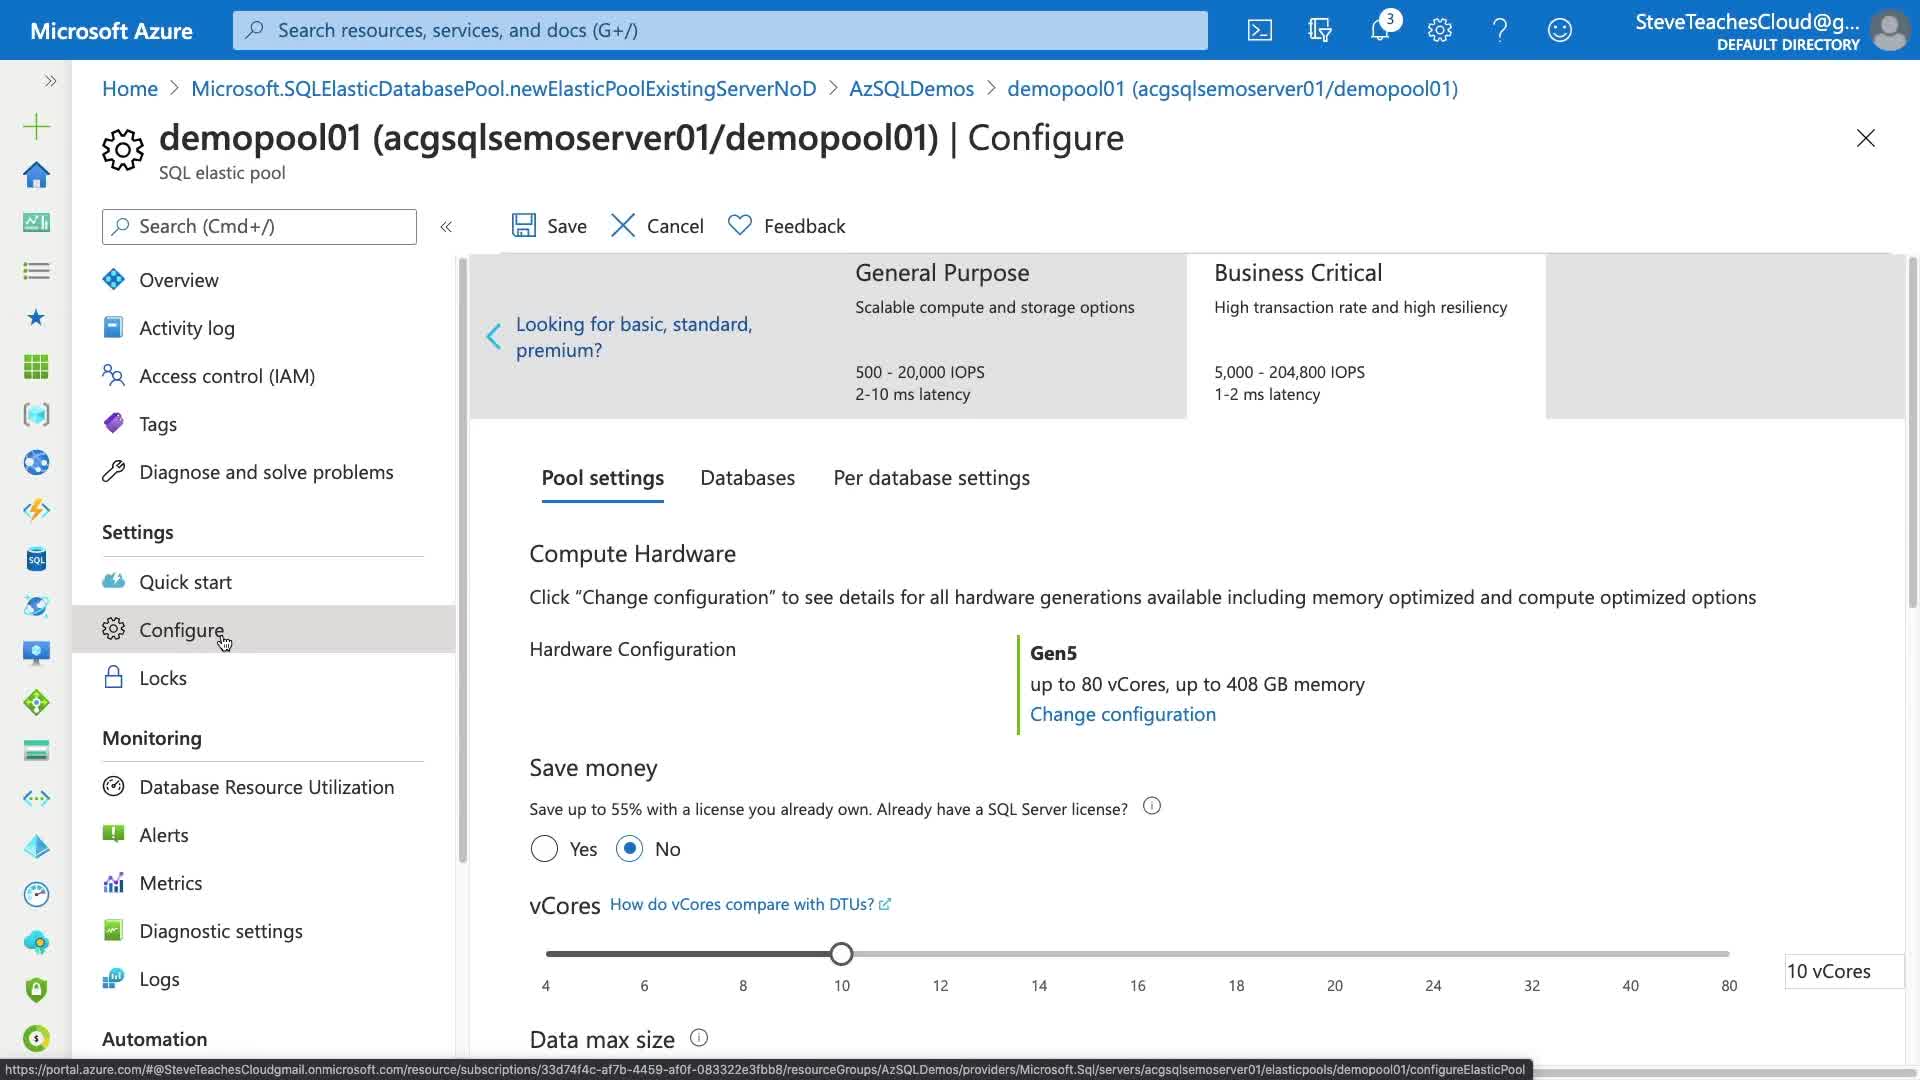 Microsoft Azure
Search resources, services, and docs (G+/)
3
SteveTeachesCloud@g...
DEFAULT DIRECTORY
Home > Microsoft.SQLElasticDatabasePool.newElasticPoolExistingServerNoD > AzSQLDemos > demopool01 (acgsqlsemoserver01/demopool01)
demopool01 (acgsqlsemoserver01/demopool01) | Configure
SQL elastic pool
Search (Cmd+/)
Save
Cancel
Feedback
Overview
Activity log
Access control (IAM)
Tags
Diagnose and solve problems
Settings
Quick start
Configure
Locks
Monitoring
Database Resource Utilization
Alerts
Metrics
Diagnostic settings
Logs
Automation
SQL
Looking for basic, standard,
premium?
General Purpose
Scalable compute and storage options
500 - 20,000 IOPS
2-10 ms latency
Business Critical
High transaction rate and high resiliency
5,000 - 204,800 IOPS
1-2 ms latency
Pool settings
Databases
Per database settings
Compute Hardware
Click “Change configuration” to see details for all hardware generations available including memory optimized and compute optimized options
Hardware Configuration
Gen5
up to 80 vCores, up to 408 GB memory
Change configuration
Save money
Save up to 55% with a license you already own. Already have a SQL Server license?
Yes
No
vCores
How do vCores compare with DTUs?
4 6 8 10 12 14 16 18 20 24 32 40 80
10 vCores
Data max size
https://portal.azure.com/#@SteveTeachesCloudgmail.onmicrosoft.com/resource/subscriptions/33d74f4c-af7b-4459-af0f-083322e3fbb8/resourceGroups/AzSQLDemos/providers/Microsoft.Sql/servers/acgsqlsemoserver01/elasticpools/demopool01/configureElasticPool